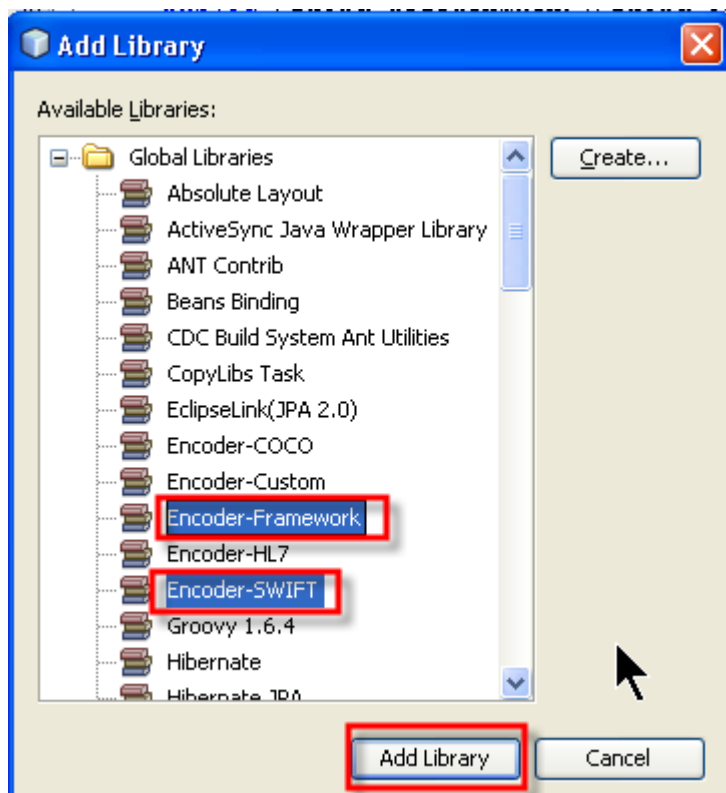 Add Library
Available Libraries:
Global Libraries
Create...
Absolute Layout
ActiveSync Java Wrapper Library
ANT Contrib
Beans Binding
CDC Build System Ant Utilities
CopyLibs Task
EclipseLink(JPA 2.0)
Encoder-COCO
Encoder-Custom
Encoder-Framework
Encoder-HL7
Encoder-SWIFT
Groovy 1.6.4
Hibernate
Hibernate JPA
Add Library
Cancel